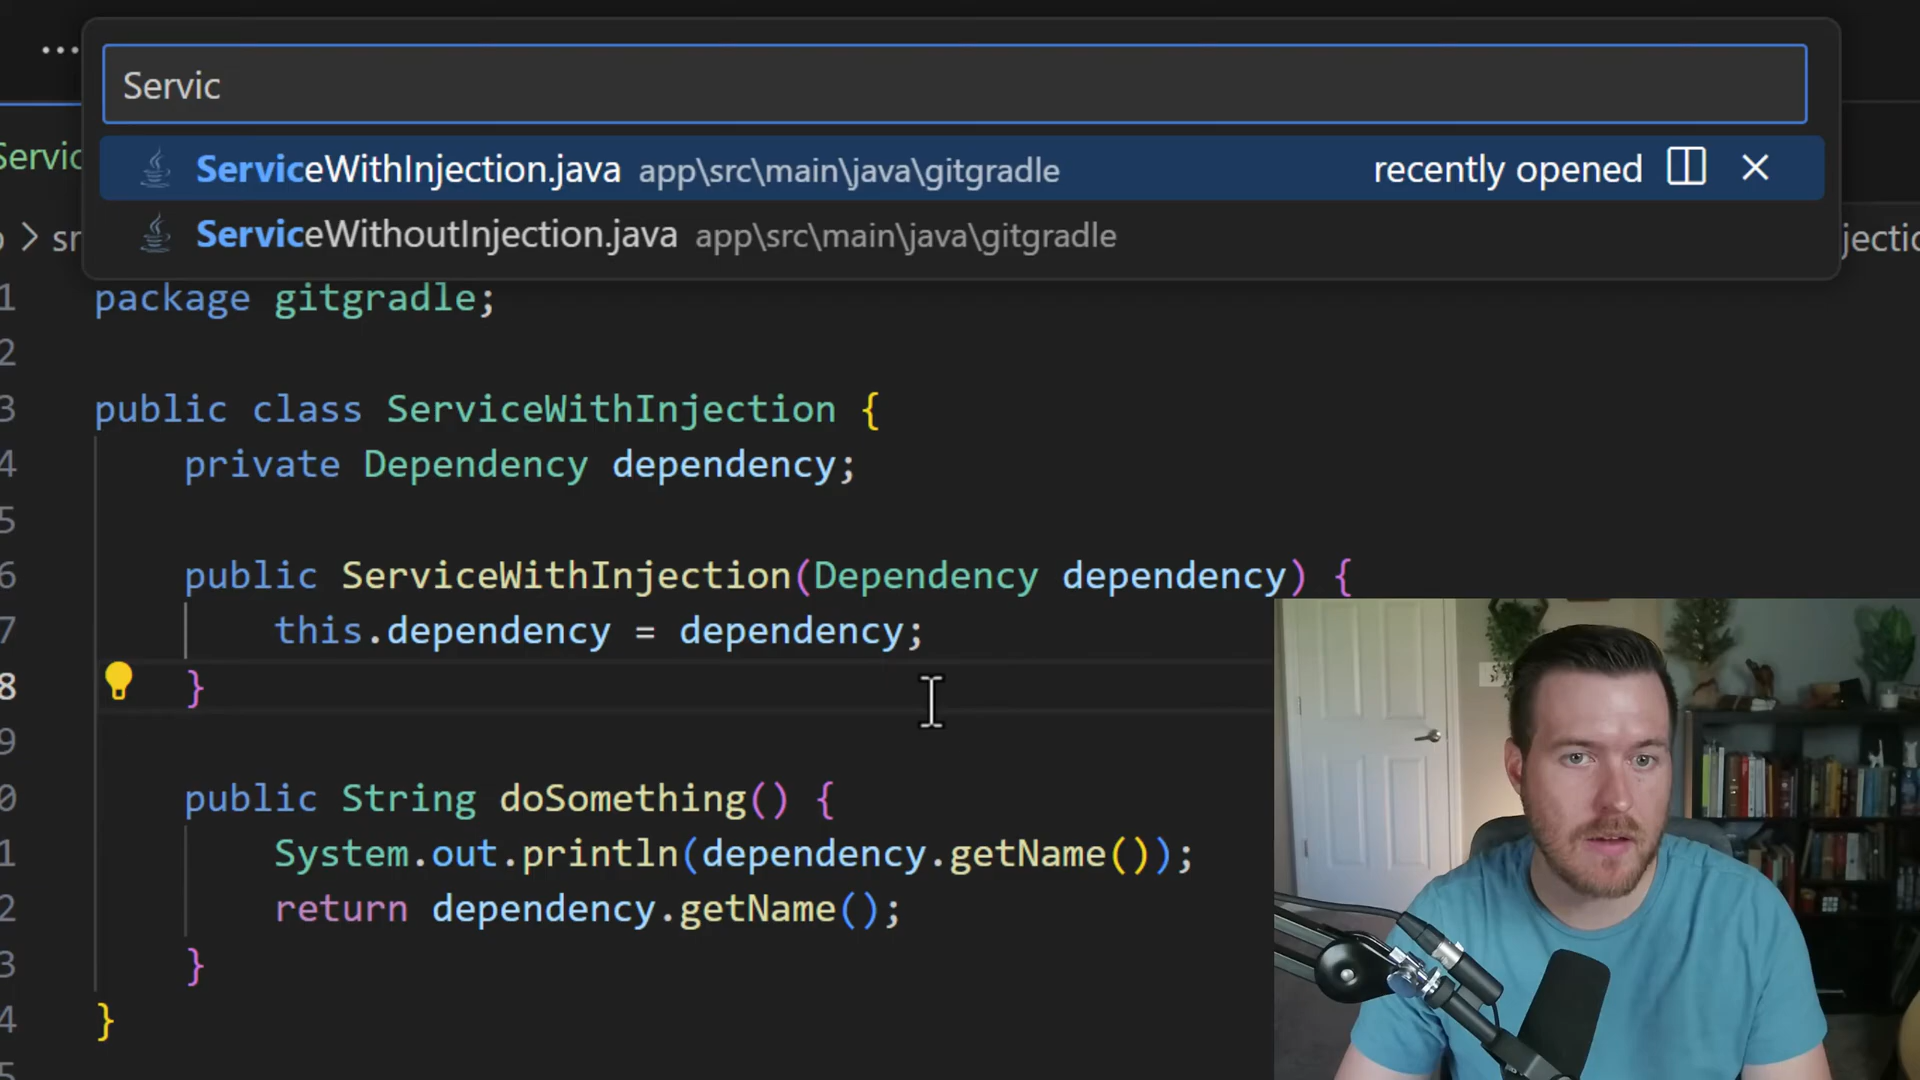 ...
Servic
ServiceWithInjection.java app\src\main\java\gitgradle recently opened
ServiceWithoutInjection.java app\src\main\java\gitgradle
Servic
> sr
jectio
1 package gitgradle;
2
3 public class ServiceWithInjection {
4 private Dependency dependency;
5
6 public ServiceWithInjection(Dependency dependency) {
7 this.dependency = dependency;
8 }
9
0 public String doSomething() {
1 System.out.println(dependency.getName());
2 return dependency.getName();
3 }
4 }